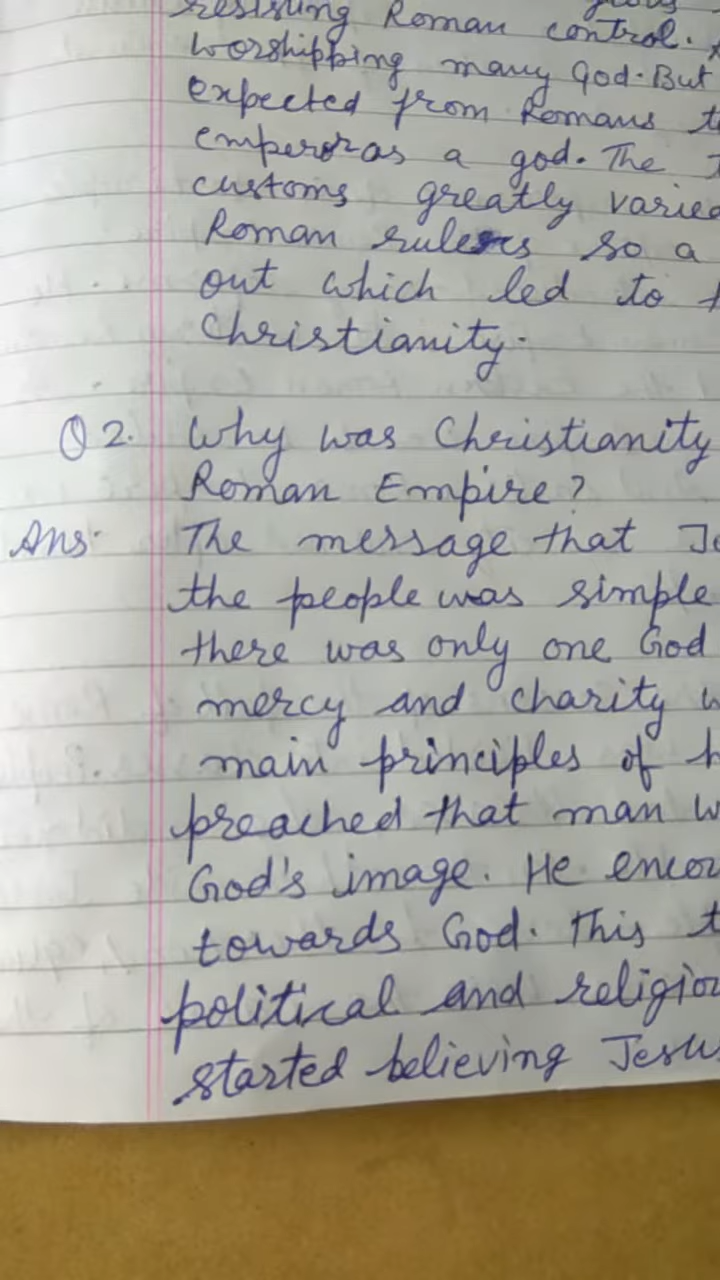 resisting Roman control.
worshipping many god. But
expected from Romans
emperor as a god. The
customs greatly varied
Roman rulers so a
out which led to
Christianity.
Q 2. Why was Christianity
Roman Empire?
Ans. The message that
the people was simple
there was only one God
mercy and charity
main principles of
preached that man
God's image. He
towards God. This
political and
started believing Jesus